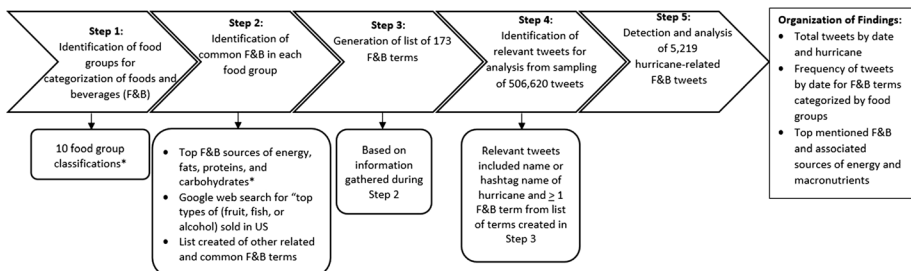 Step 1:
Identification of food
groups for
categorization of foods and
beverages (F&B)
Step 2:
Identification of
common F&B in each
food group
Step 3:
Generation of list of 173
F&B terms
Step 4:
Identification of
relevant tweets for
analysis from sampling
of 506,620 tweets
Step 5:
Detection and analysis
of 5,219
hurricane-related
F&B tweets
Organization of Findings:
• Total tweets by date
and hurricane
• Frequency of tweets
by date for F&B terms
categorized by food
groups
• Top mentioned F&B
and associated
sources of energy and
macronutrients
10 food group
classifications*
• Top F&B sources of energy,
fats, proteins, and
carbohydrates*
• Google web search for "top
types of (fruit, fish, or
alcohol) sold in US
• List created of other related
and common F&B terms
Based on
information
gathered during
Step 2
Relevant tweets
included name or
hashtag name of
hurricane and ≥ 1
F&B term from list
of terms created in
Step 3